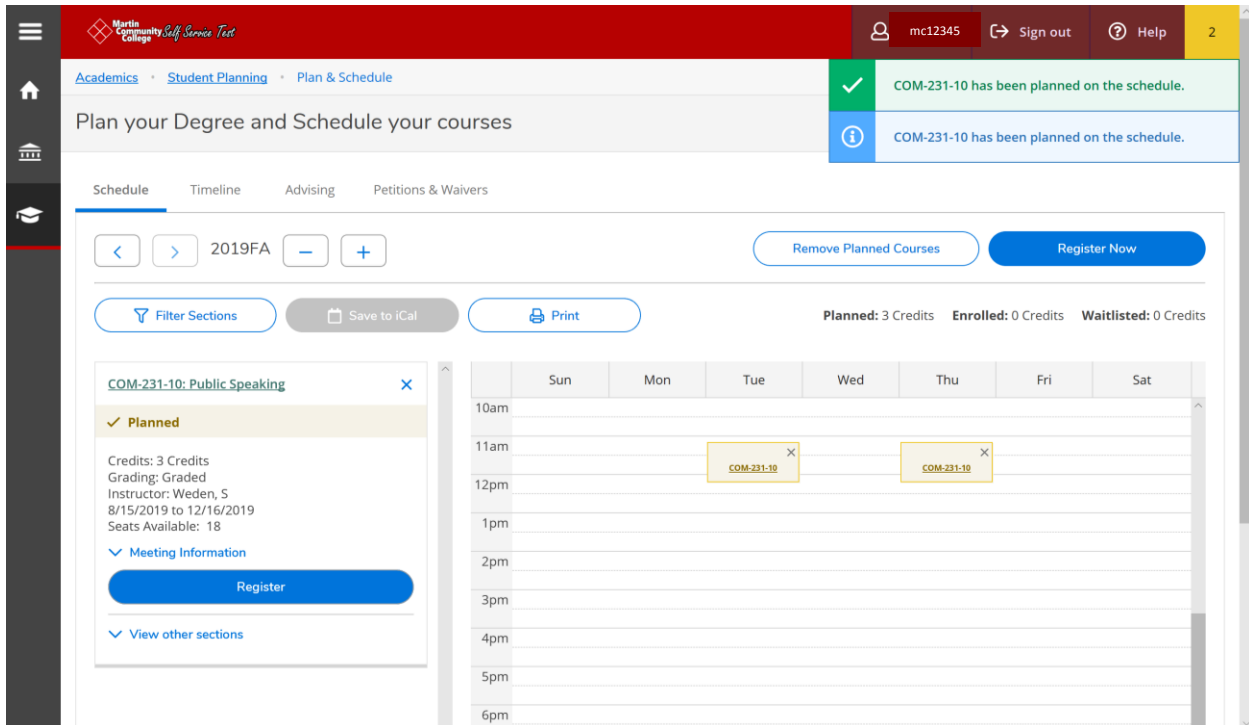 Martin
Community
College
Self Service Test
mc12345
Sign out
Help
2
Academics
Student Planning
Plan & Schedule
COM-231-10 has been planned on the schedule.
COM-231-10 has been planned on the schedule.
Plan your Degree and Schedule your courses
Schedule
Timeline
Advising
Petitions & Waivers
2019FA
Remove Planned Courses
Register Now
Filter Sections
Save to iCal
Print
Planned: 3 Credits Enrolled: 0 Credits Waitlisted: 0 Credits
COM-231-10: Public Speaking
Planned
Credits: 3 Credits
Grading: Graded
Instructor: Weden, S
8/15/2019 to 12/16/2019
Seats Available: 18
Meeting Information
Register
View other sections
Sun Mon Tue Wed Thu Fri Sat
10am
11am
COM-231-10 COM-231-10
12pm
1pm
2pm
3pm
4pm
5pm
6pm